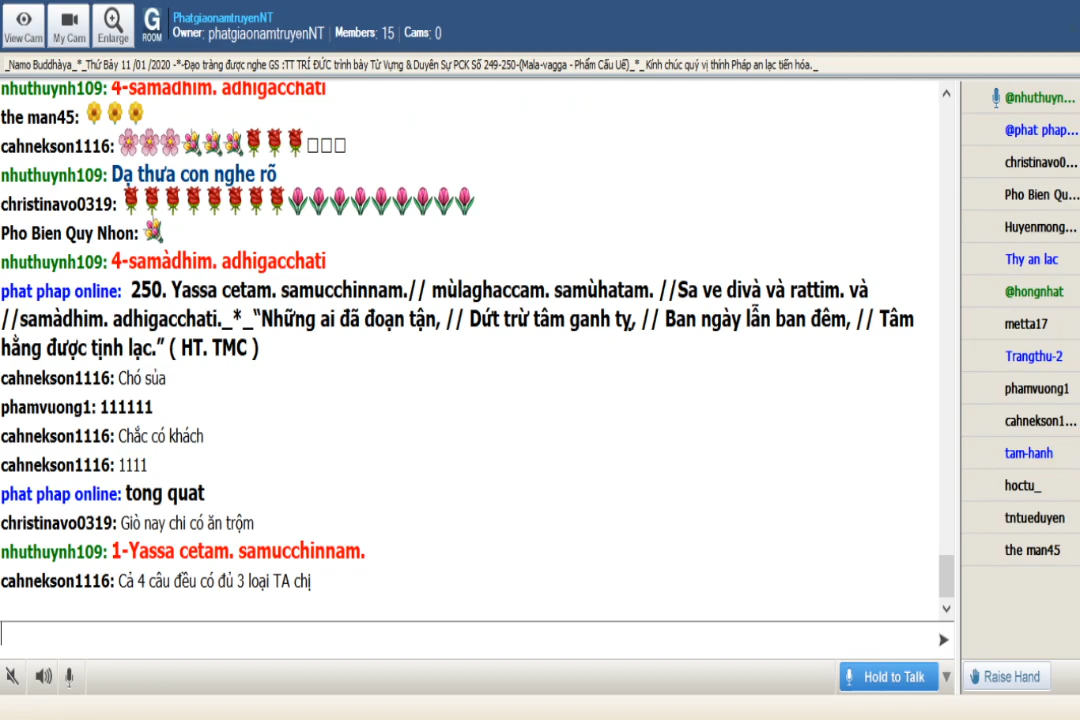 View Cam
My Cam
Enlarge
G
ROOM
PhatgiaonamtruyenNT
Owner: phatgiaonamtruyenNT | Members: 15 | Cams: 0
_Namo Buddhàya_*_Thứ Bảy 11 /01 /2020 -*-Đạo tràng được nghe GS :TT TRÍ ĐỨC trình bày Từ Vựng & Duyên Sự PCK Số 249-250-(Mala-vagga - Phẩm Cấu Uế)_*_ Kính chúc quý vị thính Pháp an lạc tiến hóa._
nhuthuynh109: 4-samàdhim. adhigacchati
the man45:
cahnekson1116:
nhuthuynh109: Dạ thưa con nghe rõ
christinavo0319:
Pho Bien Quy Nhon:
nhuthuynh109: 4-samàdhim. adhigacchati
phat phap online: 250. Yassa cetam. samucchinnam.// mùlaghaccam. samùhatam. //Sa ve divà và rattim. và
//samàdhim. adhigacchati._*_“Những ai đã đoạn tận, // Dứt trừ tâm ganh tỵ, // Ban ngày lẫn ban đêm, // Tâm
hằng được tịnh lạc.” ( HT. TMC )
cahnekson1116: Chó sủa
phamvuong1: 111111
cahnekson1116: Chắc có khách
cahnekson1116: 1111
phat phap online: tong quat
christinavo0319: Giờ nay chi có ăn trộm
nhuthuynh109: 1-Yassa cetam. samucchinnam.
cahnekson1116: Cả 4 câu đều có đủ 3 loại TA chị
@nhuthuyn...
@phat phap...
christinavo0...
Pho Bien Qu...
Huyenmong...
Thy an lac
@hongnhat
metta17
Trangthu-2
phamvuong1
cahnekson1...
tam-hanh
hoctu_
tntueduyen
the man45
Hold to Talk
Raise Hand